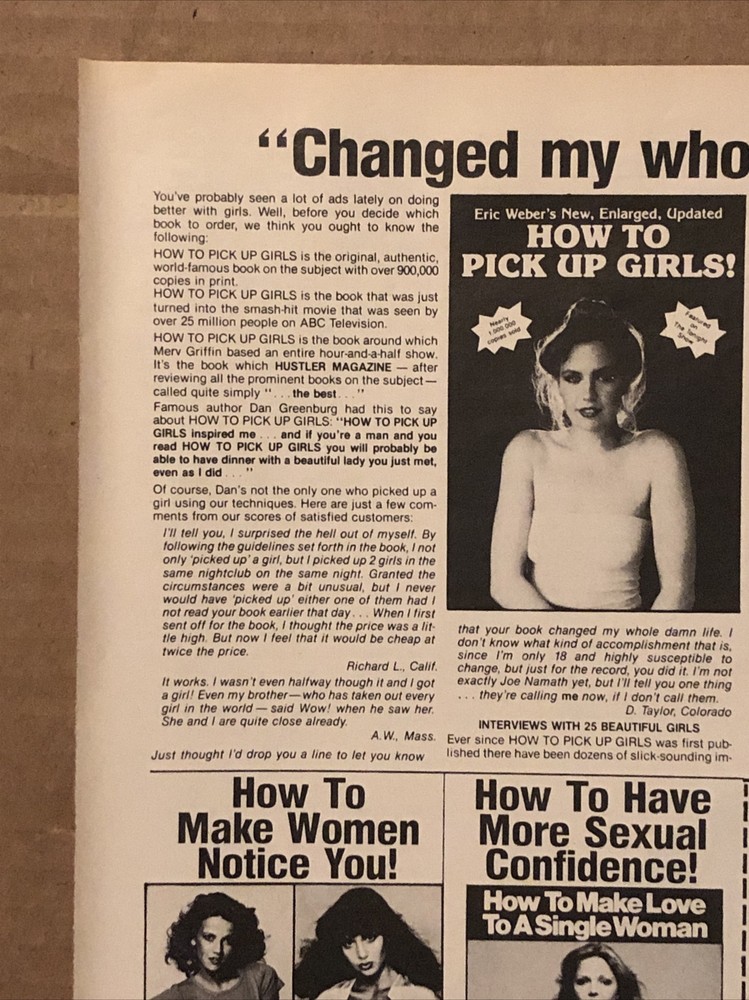 “Changed my who
You've probably seen a lot of ads lately on doing
better with girls. Well, before you decide which
book to order, we think you ought to know the
following:
HOW TO PICK UP GIRLS is the original, authentic,
world-famous book on the subject with over 900,000
copies in print.
HOW TO PICK UP GIRLS is the book that was just
turned into the smash-hit movie that was seen by
over 25 million people on ABC Television.
HOW TO PICK UP GIRLS is the book around which
Merv Griffin based an entire hour-and-a-half show.
It's the book which HUSTLER MAGAZINE — after
reviewing all the prominent books on the subject —
called quite simply “. . . the best. . .”
Famous author Dan Greenburg had this to say
about HOW TO PICK UP GIRLS: “HOW TO PICK UP
GIRLS inspired me . . . and if you're a man and you
read HOW TO PICK UP GIRLS you will probably be
able to have dinner with a beautiful lady you just met,
even as I did . . .”
Of course, Dan's not the only one who picked up a
girl using our techniques. Here are just a few com-
ments from our scores of satisfied customers:
I'll tell you, I surprised the hell out of myself. By
following the guidelines set forth in the book, I not
only ‘picked up’ a girl, but I picked up 2 girls in the
same nightclub on the same night. Granted the
circumstances were a bit unusual, but I never
would have ‘picked up’ either one of them had I
not read your book earlier that day. . . When I first
sent off for the book, I thought the price was a lit-
tle high. But now I feel that it would be cheap at
twice the price.
Richard L., Calif.
It works. I wasn't even halfway though it and I got
a girl! Even my brother—who has taken out every
girl in the world — said Wow! when he saw her.
She and I are quite close already.
A.W., Mass.
Just thought I'd drop you a line to let you know
Eric Weber's New, Enlarged, Updated
HOW TO
PICK UP GIRLS!
Nearly
1,000,000
copies sold
Featured
on
The Tonight
Show
that your book changed my whole damn life. I
don't know what kind of accomplishment that is,
since I'm only 18 and highly susceptible to
change, but just for the record, you did it. I'm not
exactly Joe Namath yet, but I'll tell you one thing
. . . they're calling me now, if I don't call them.
D. Taylor, Colorado
INTERVIEWS WITH 25 BEAUTIFUL GIRLS
Ever since HOW TO PICK UP GIRLS was first pub-
lished there have been dozens of slick-sounding im-
How To
Make Women
Notice You!
How To Have
More Sexual
Confidence!
How To Make Love
To A Single Woman